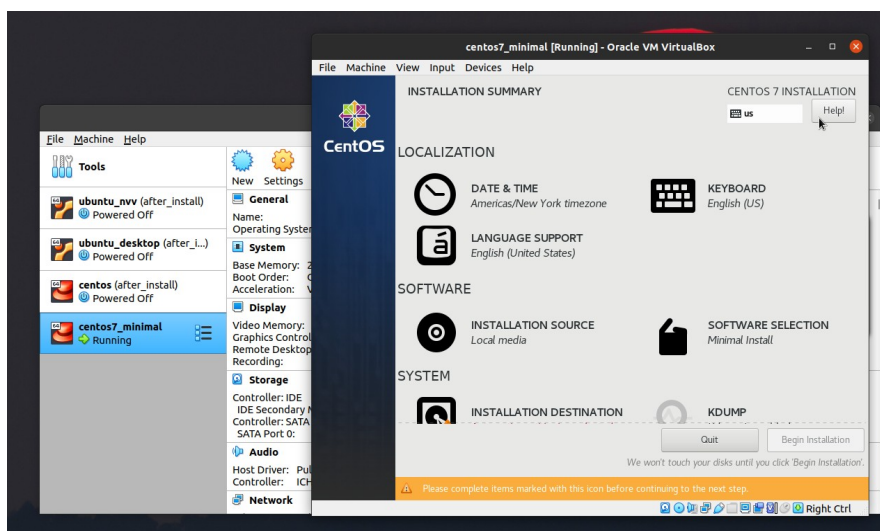 centos7_minimal [Running] - Oracle VM VirtualBox
File Machine View Input Devices Help
INSTALLATION SUMMARY
CENTOS 7 INSTALLATION
us
Help!
CentOS
LOCALIZATION
DATE & TIME
Americas/New York timezone
KEYBOARD
English (US)
LANGUAGE SUPPORT
English (United States)
SOFTWARE
INSTALLATION SOURCE
Local media
SOFTWARE SELECTION
Minimal Install
SYSTEM
INSTALLATION DESTINATION
KDUMP
Quit
Begin Installation
We won't touch your disks until you click 'Begin Installation'.
Please complete items marked with this icon before continuing to the next step.
Right Ctrl
File Machine Help
Tools
New Settings
ubuntu_nvv (after_install)
Powered Off
ubuntu_desktop (after_i...)
Powered Off
centos (after_install)
Powered Off
centos7_minimal
Running
General
Name:
Operating Syster
System
Base Memory: 2
Boot Order:
Acceleration:
Display
Video Memory:
Graphics Control
Remote Desktop
Recording:
Storage
Controller: IDE
IDE Secondary
Controller: SATA
SATA Port 0:
Audio
Host Driver: Pul
Controller: ICH
Network